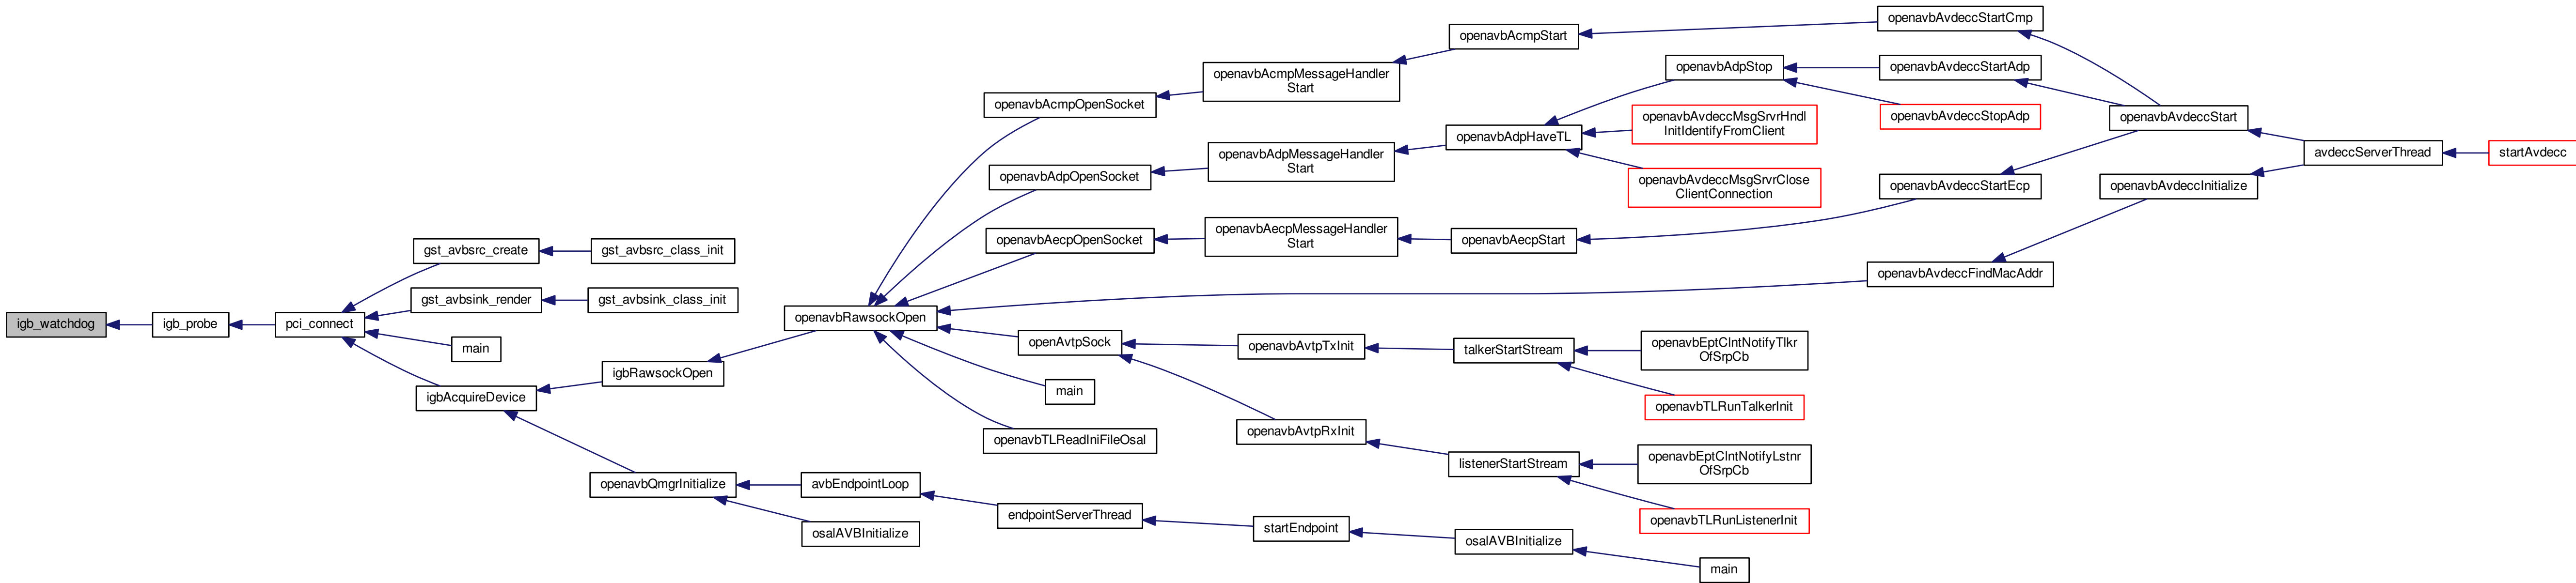 igb_watchdog
igb_probe
pci_connect
gst_avbsrc_create
gst_avbsrc_class_init
gst_avbsink_render
gst_avbsink_class_init
main
igbAcquireDevice
igbRawsockOpen
openavbRawsockOpen
openavbAcmpOpenSocket
openavbAcmpMessageHandler
Start
openavbAcmpStart
openavbAvdeccStartCmp
openavbAvdeccStart
avdeccServerThread
startAvdecc
openavbAdpOpenSocket
openavbAdpMessageHandler
Start
openavbAdpHaveTL
openavbAdpStop
openavbAvdeccStartAdp
openavbAvdeccStopAdp
openavbAvdeccMsgSrvrHndl
InitIdentifyFromClient
openavbAvdeccMsgSrvrClose
ClientConnection
openavbAecpOpenSocket
openavbAecpMessageHandler
Start
openavbAecpStart
openavbAvdeccStartEcp
openavbAvdeccFindMacAddr
openavbAvdeccInitialize
openAvtpSock
openavbAvtpTxInit
talkerStartStream
openavbEptClntNotifyTlkr
OfSrpCb
openavbTLRunTalkerInit
openavbAvtpRxInit
listenerStartStream
openavbEptClntNotifyLstnr
OfSrpCb
openavbTLRunListenerInit
main
openavbTLReadIniFileOsal
openavbQmgrInitialize
avbEndpointLoop
endpointServerThread
startEndpoint
osalAVBInitialize
main
osalAVBInitialize